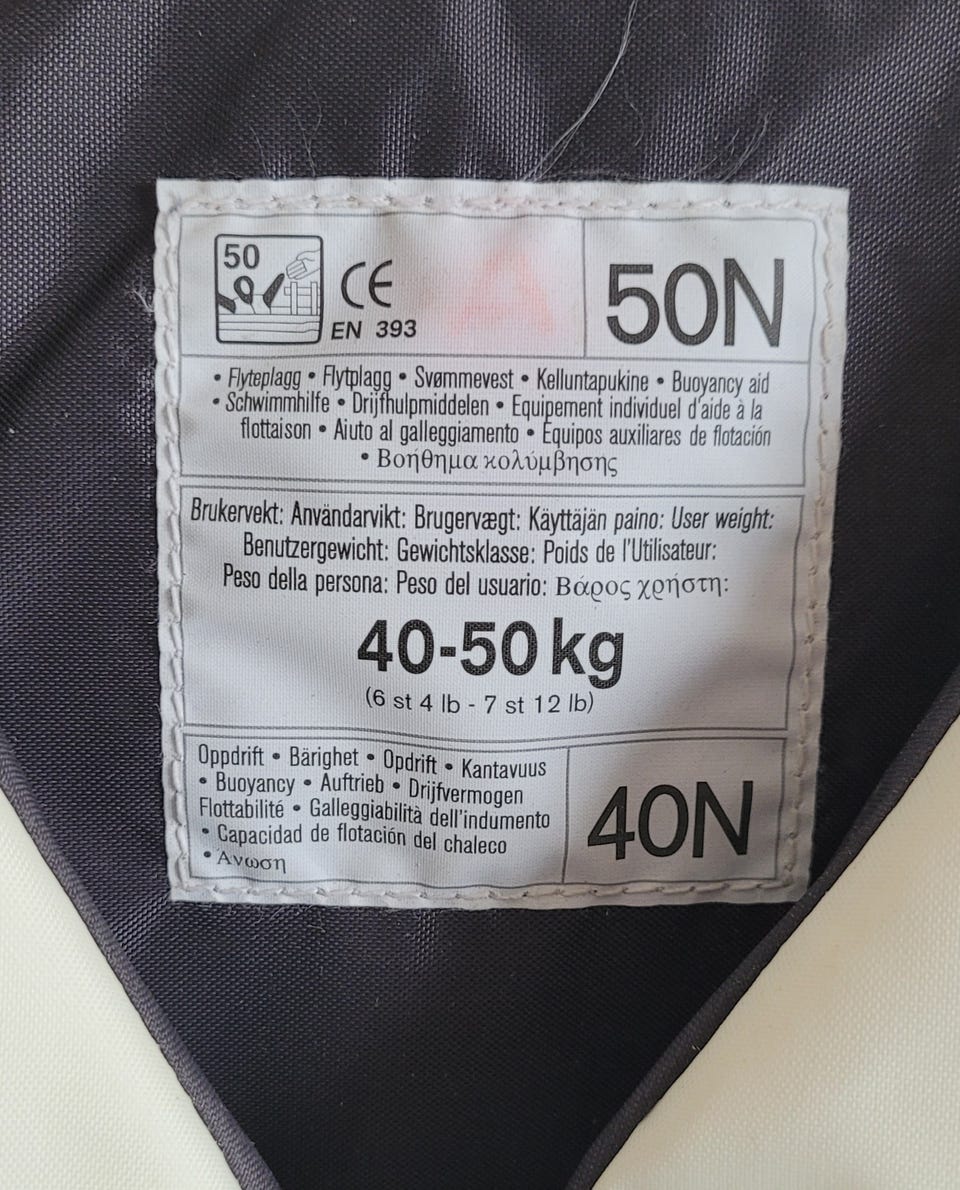 50
CE
EN 393
50N
• Flyteplagg • Flytplagg • Svømmevest • Kelluntapukine • Buoyancy aid
• Schwimmhilfe • Drijfhulpmiddelen • Equipement individuel d'aide à la
flottaison • Aiuto al galleggiamento • Equipos auxiliares de flotación
• Βοήθημα κολύμβησης
Brukervekt: Användarvikt: Brugervægt: Käyttäjän paino: User weight:
Benutzergewicht: Gewichtsklasse: Poids de l'Utilisateur:
Peso della persona: Peso del usuario: Βάρος χρήστη:
40-50 kg
(6 st 4 lb - 7 st 12 lb)
Oppdrift • Bärighet • Opdrift • Kantavuus
• Buoyancy • Auftrieb • Drijfvermogen
Flottabilité • Galleggiabilità dell'indumento
• Capacidad de flotación del chaleco
• Άνωση
40N